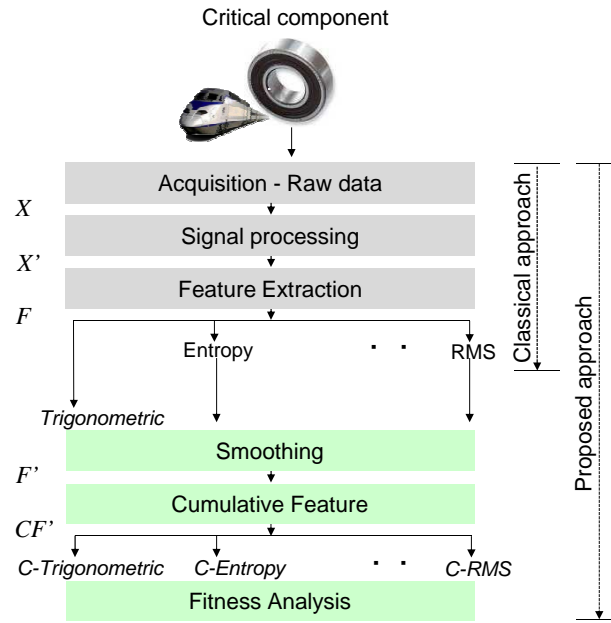 Critical component
Acquisition - Raw data
X
Signal processing
X'
Feature Extraction
F
Entropy
. .
RMS
Trigonometric
Smoothing
F'
Cumulative Feature
CF'
C-Trigonometric
C-Entropy
. .
C-RMS
Fitness Analysis
Classical approach
Proposed approach